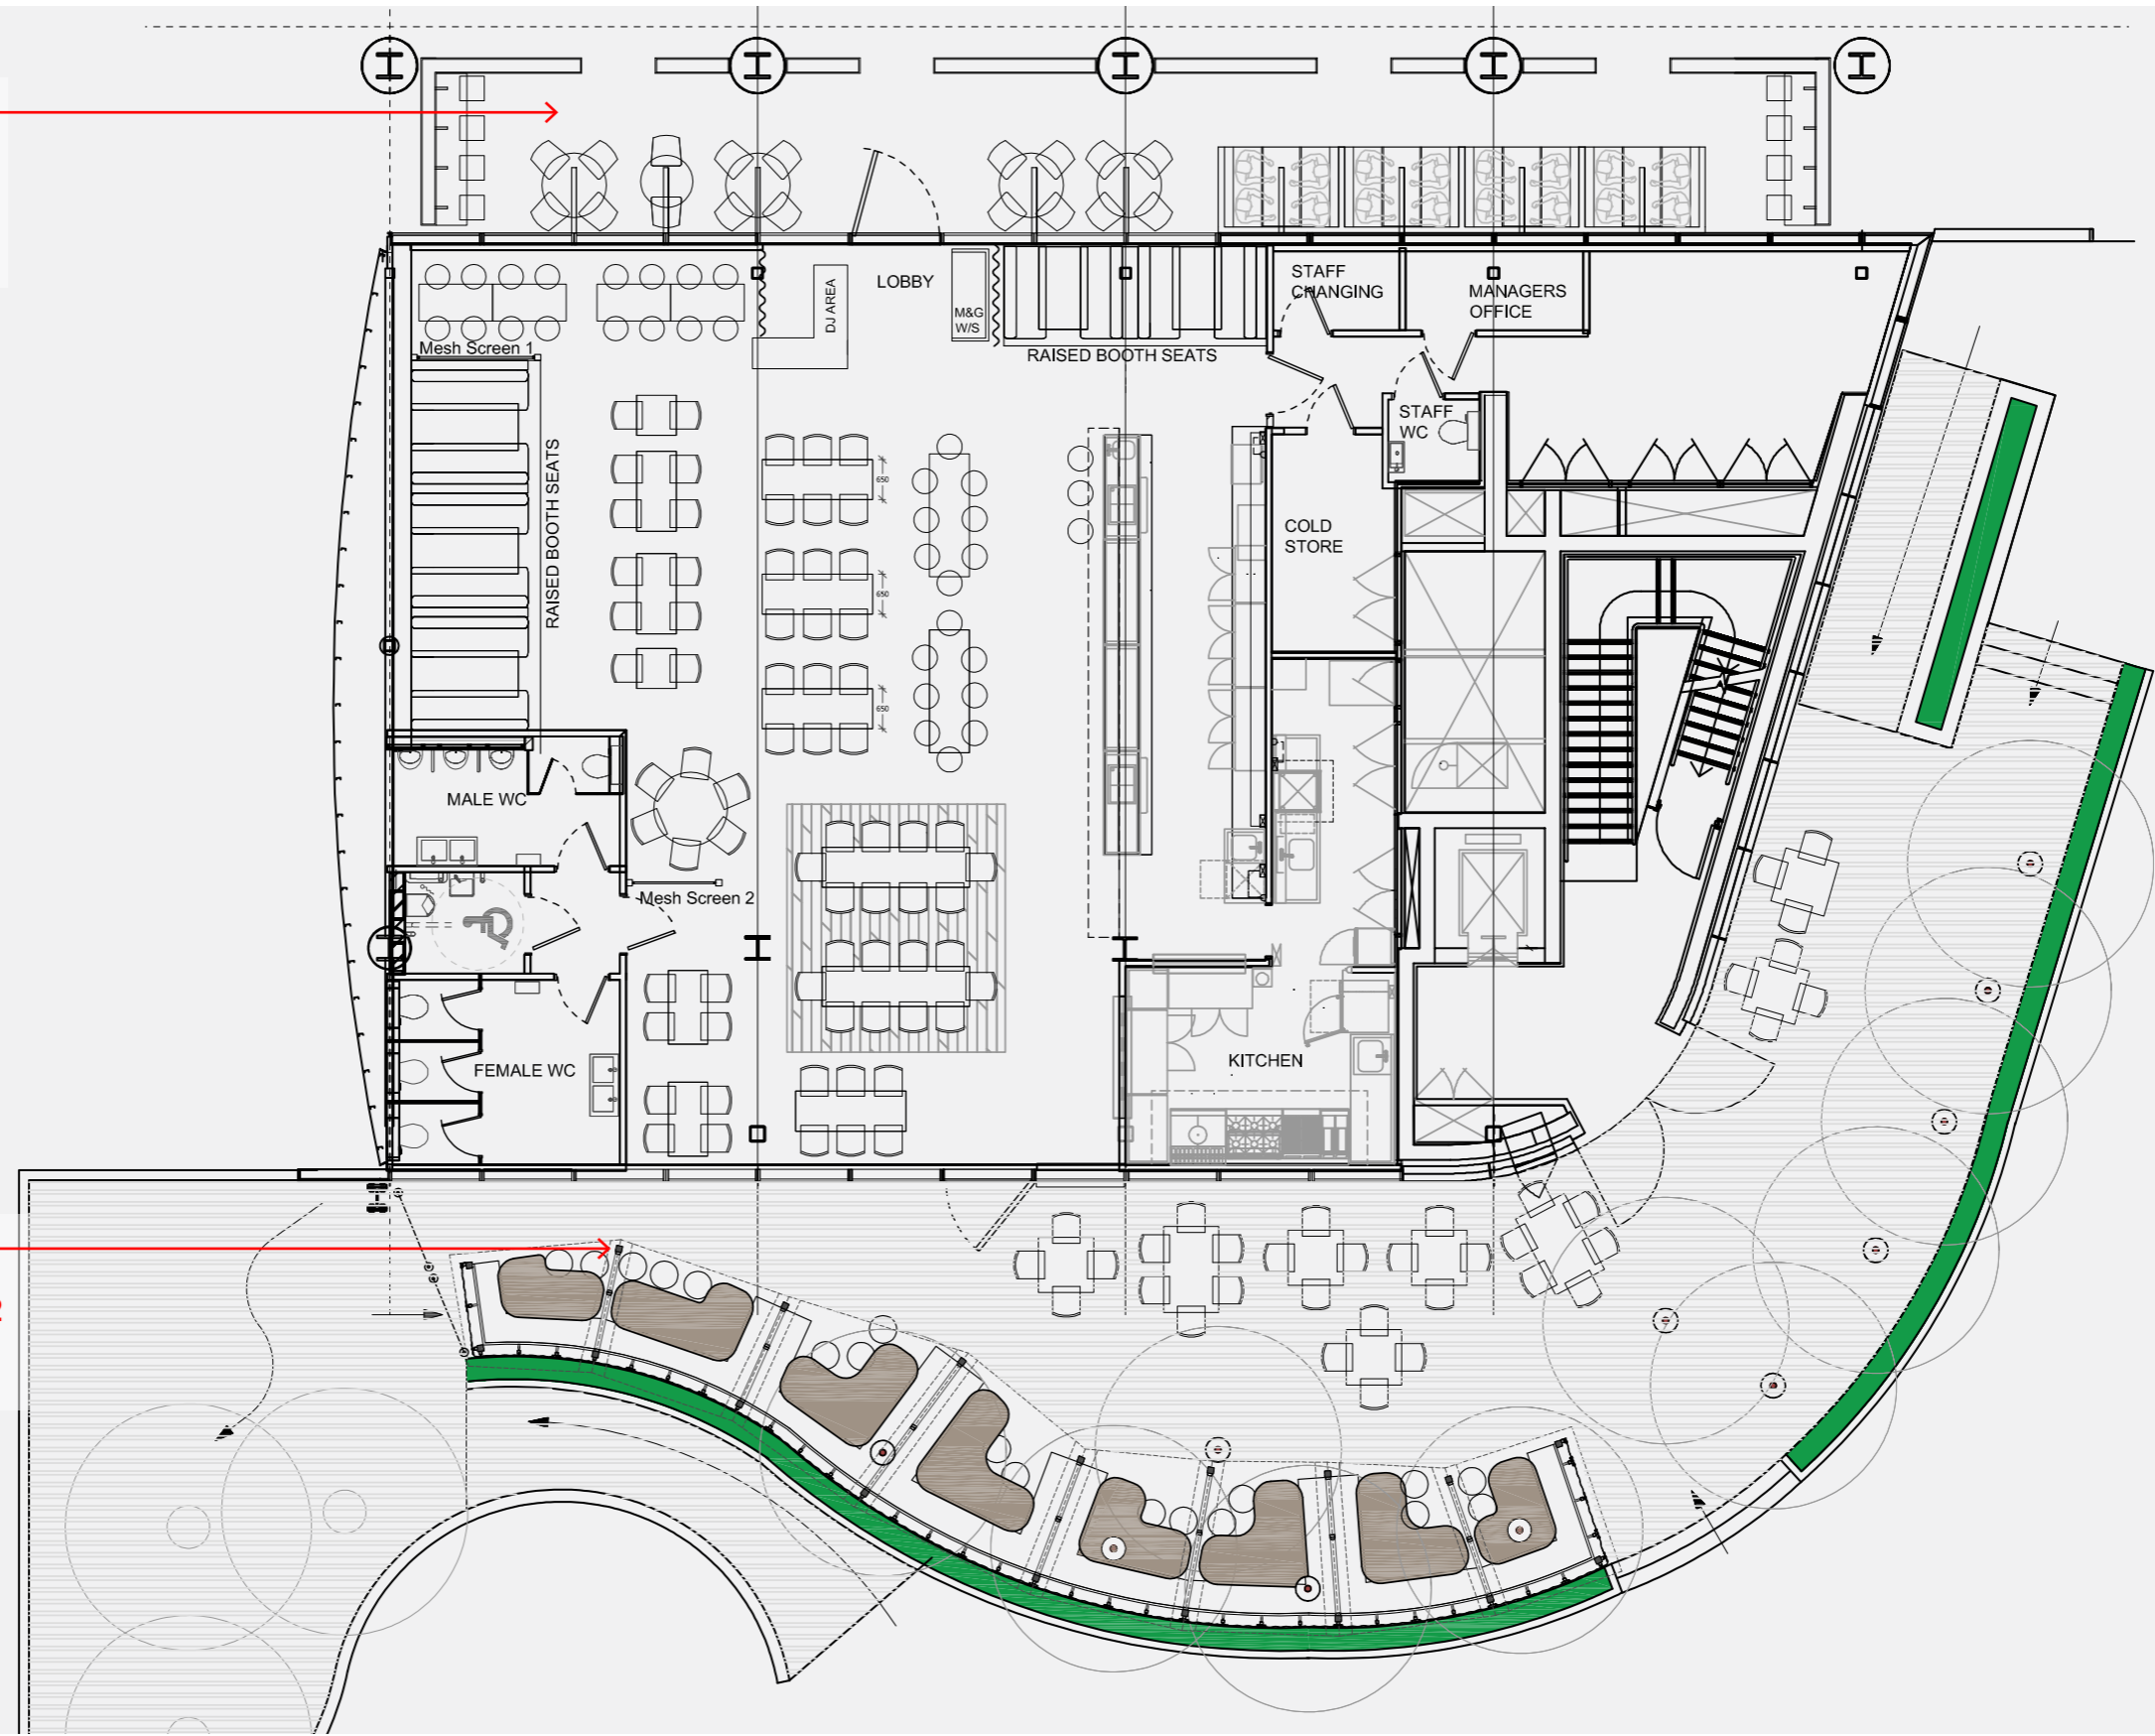 LOBBY
DJ AREA
M&G
W/S
STAFF
CHANGING
MANAGERS
OFFICE
Mesh Screen 1
RAISED BOOTH SEATS
RAISED BOOTH SEATS
STAFF
WC
650
COLD
STORE
650
650
MALE WC
Mesh Screen 2
KITCHEN
FEMALE WC
2